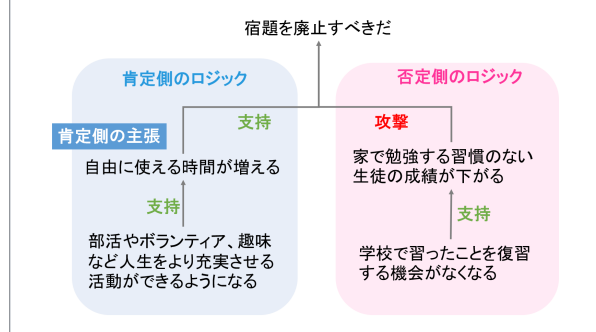 宿題を廃止すべきだ
肯定側のロジック
否定側のロジック
支持
攻撃
肯定側の主張
自由に使える時間が増える
家で勉強する習慣のない
生徒の成績が下がる
支持
支持
部活やボランティア、趣味
など人生をより充実させる
活動ができるようになる
学校で習ったことを復習
する機会がなくなる